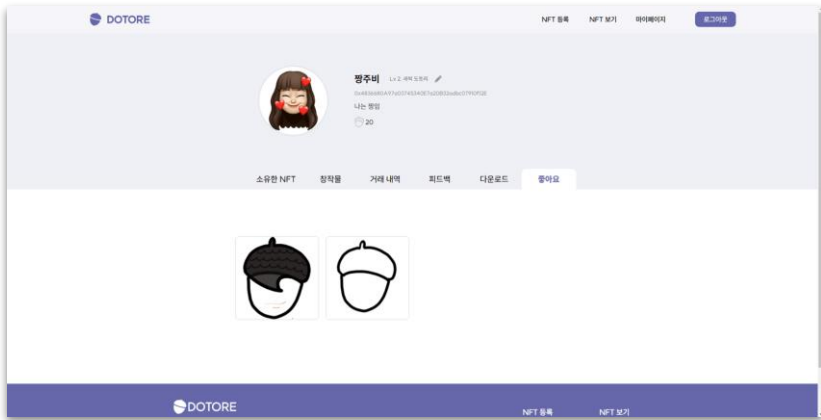 DOTORE
NFT 등록 NFT 보기 마이페이지 로그아웃
짱주비
나는 짱임
20
소유한 NFT 창작물 거래 내역 피드백 다운로드 좋아요
DOTORE
NFT 등록 NFT 보기